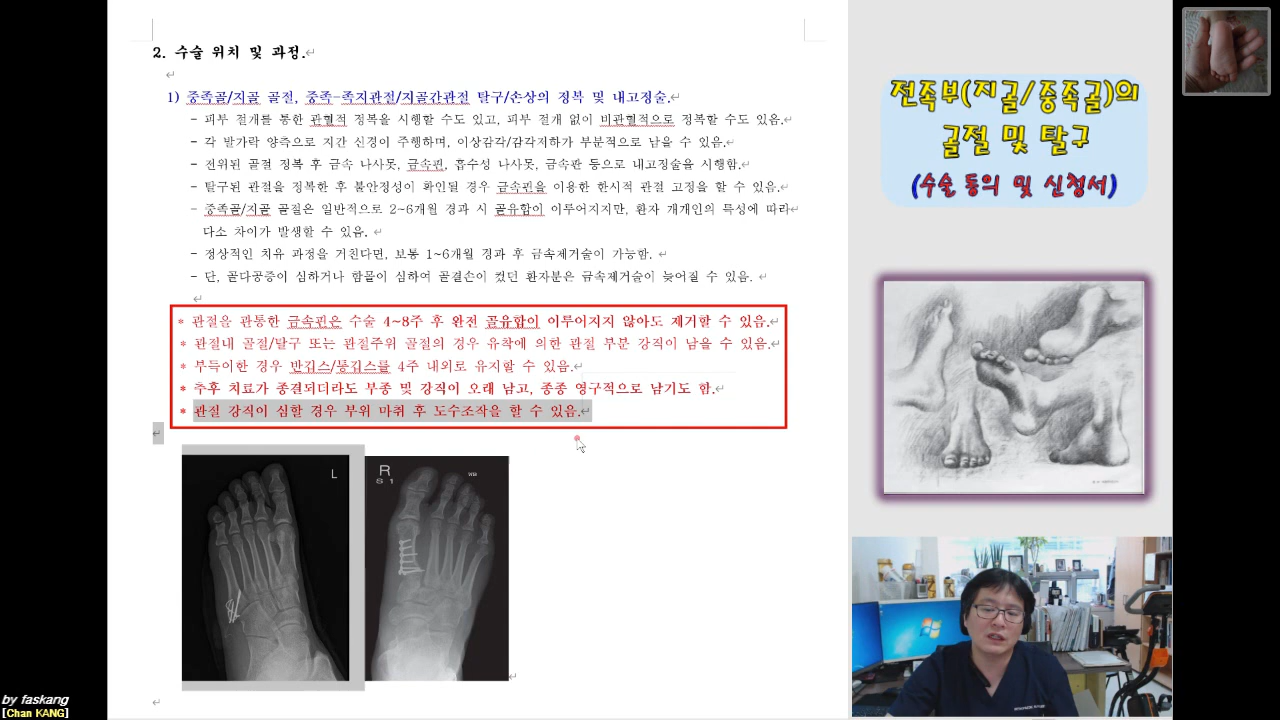 2. 수술 위치 및 과정.
1) 중족골/지골 골절, 중족-족지관절/지골간관절 탈구/손상의 정복 및 내고정술.
- 피부 절개를 통한 관혈적 정복을 시행할 수도 있고, 피부 절개 없이 비관혈적으로 정복할 수도 있음.
- 각 발가락 양측으로 지간 신경이 주행하며, 이상감각/감각저하가 부분적으로 남을 수 있음.
- 전위된 골절 정복 후 금속 나사못, 금속핀, 흡수성 나사못, 금속판 등으로 내고정술을 시행함.
- 탈구된 관절을 정복한 후 불안정성이 확인될 경우 금속핀을 이용한 한시적 관절 고정을 할 수 있음.
- 중족골/지골 골절은 일반적으로 2~6개월 경과 시 골유합이 이루어지지만, 환자 개개인의 특성에 따라
다소 차이가 발생할 수 있음.
- 정상적인 치유 과정을 거친다면, 보통 1~6개월 경과 후 금속제거술이 가능함.
- 단, 골다공증이 심하거나 함몰이 심하여 골결손이 컸던 환자분은 금속제거술이 늦어질 수 있음.
* 관절을 관통한 금속핀은 수술 4~8주 후 완전 골유합이 이루어지지 않아도 제거할 수 있음.
* 관절내 골절/탈구 또는 관절주위 골절의 경우 유착에 의한 관절 부분 강직이 남을 수 있음.
* 부득이한 경우 반깁스/통깁스를 4주 내외로 유지할 수 있음.
* 추후 치료가 종결되더라도 부종 및 강직이 오래 남고, 종종 영구적으로 남기도 함.
* 관절 강직이 심할 경우 부위 마취 후 도수조작을 할 수 있음.
L
R
S 1
전족부(지골/중족골)의
골절 및 탈구
(수술 동의 및 신청서)
by faskang
[Chan KANG]